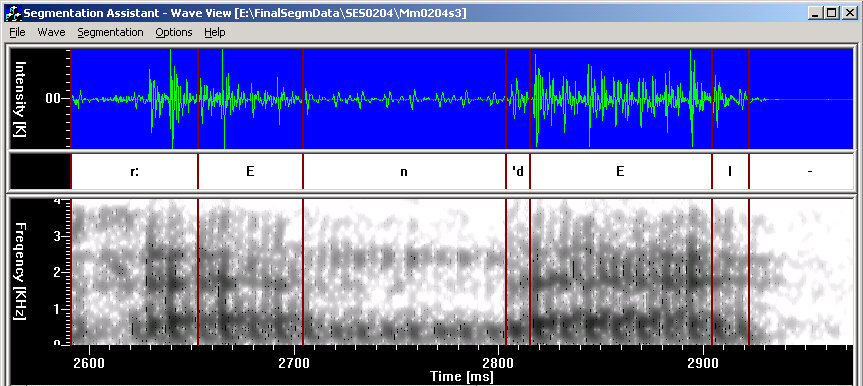 Segmentation Assistant - Wave View [E:\FinalSegmData\SES0204\Mm0204s3]
File Wave Segmentation Options Help
Intensity [K]
00
r: E n 'd E l -
Freqency [KHz]
4
3
2
1
0
2600 2700 2800 2900
Time [ms]